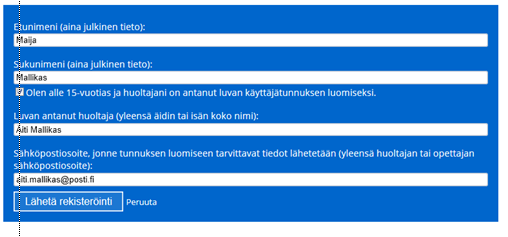 Etunimeni (aina julkinen tieto):
Maija
Sukunimeni (aina julkinen tieto):
Mallikas
Olen alle 15-vuotias ja huoltajani on antanut luvan käyttäjätunnuksen luomiseksi.
Luvan antanut huoltaja (yleensä äidin tai isän koko nimi):
Äiti Mallikas
Sähköpostiosoite, jonne tunnuksen luomiseen tarvittavat tiedot lähetetään (yleensä huoltajan tai opettajan
sähköpostiosoite):
aiti.mallikas@posti.fi
Lähetä rekisteröinti Peruuta